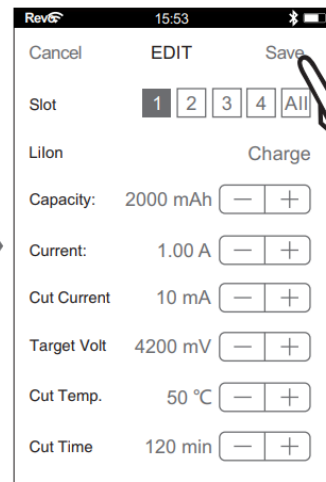 Rev 15:53
Cancel EDIT Save
Slot 1 2 3 4 All
LiIon Charge
Capacity: 2000 mAh − +
Current: 1.00 A − +
Cut Current 10 mA − +
Target Volt 4200 mV − +
Cut Temp. 50 ℃ − +
Cut Time 120 min − +